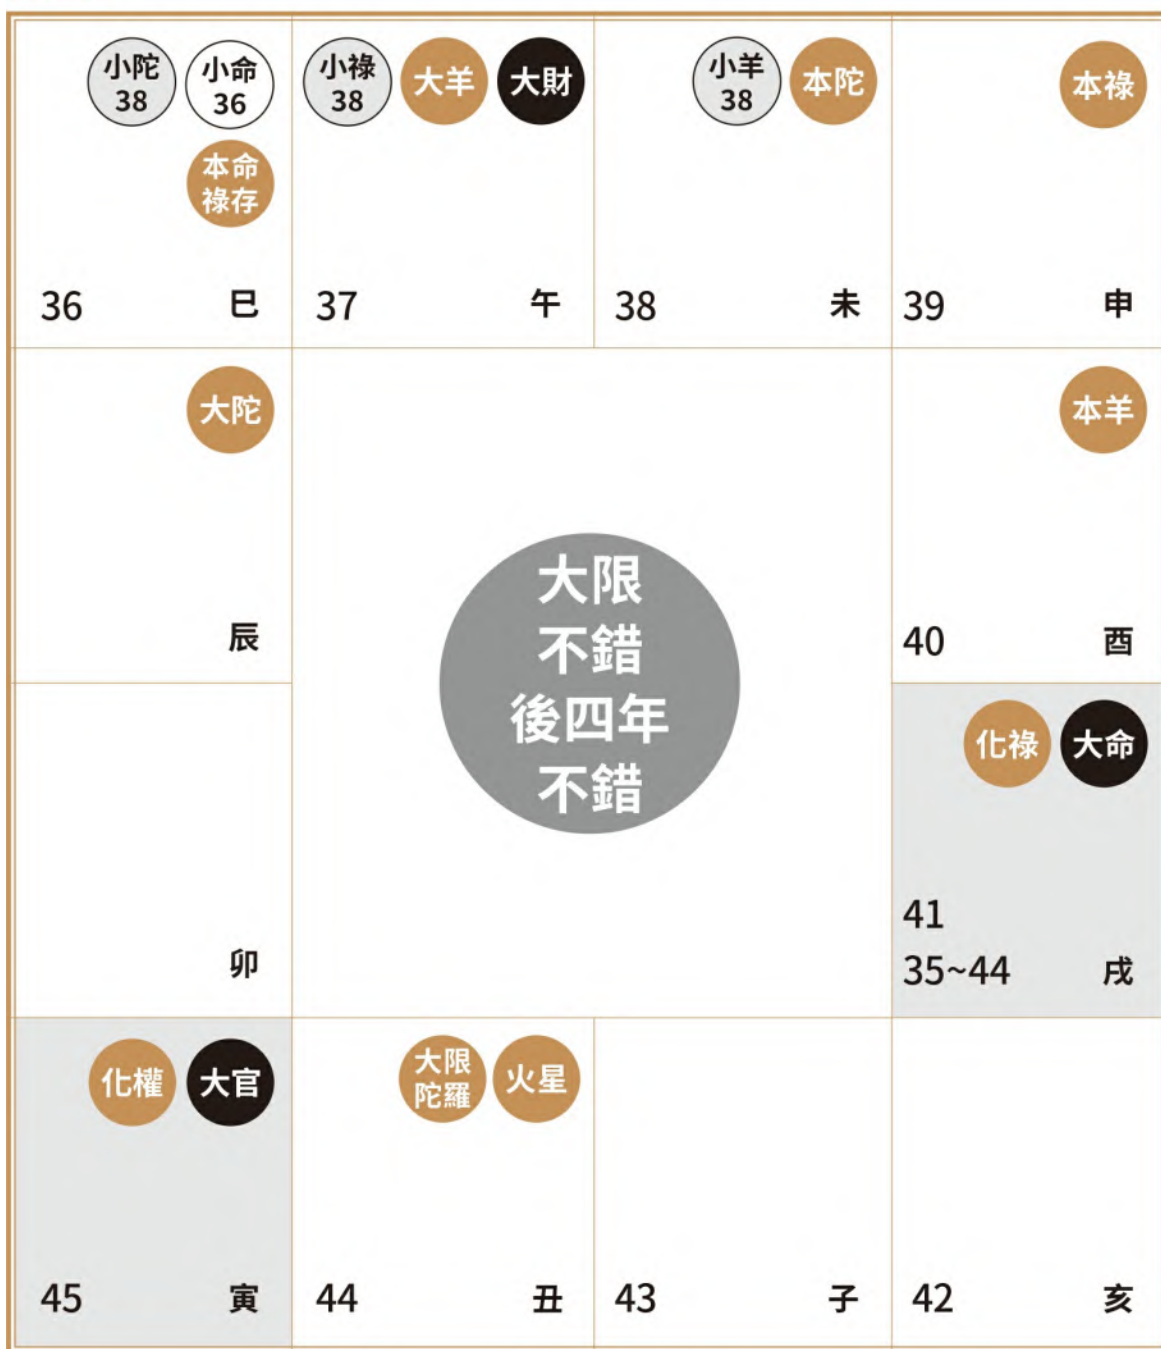 小陀
38
小命
36
本命
祿存
36 巳
小祿
38
大羊
大財
37 午
小羊
38
本陀
38 未
本祿
39 申
大陀
辰
大限
不錯
後四年
不錯
本羊
40 酉
卯
化祿
大命
41
35~44 戌
化權
大官
45 寅
大限
陀羅
火星
44 丑
43 子
42 亥